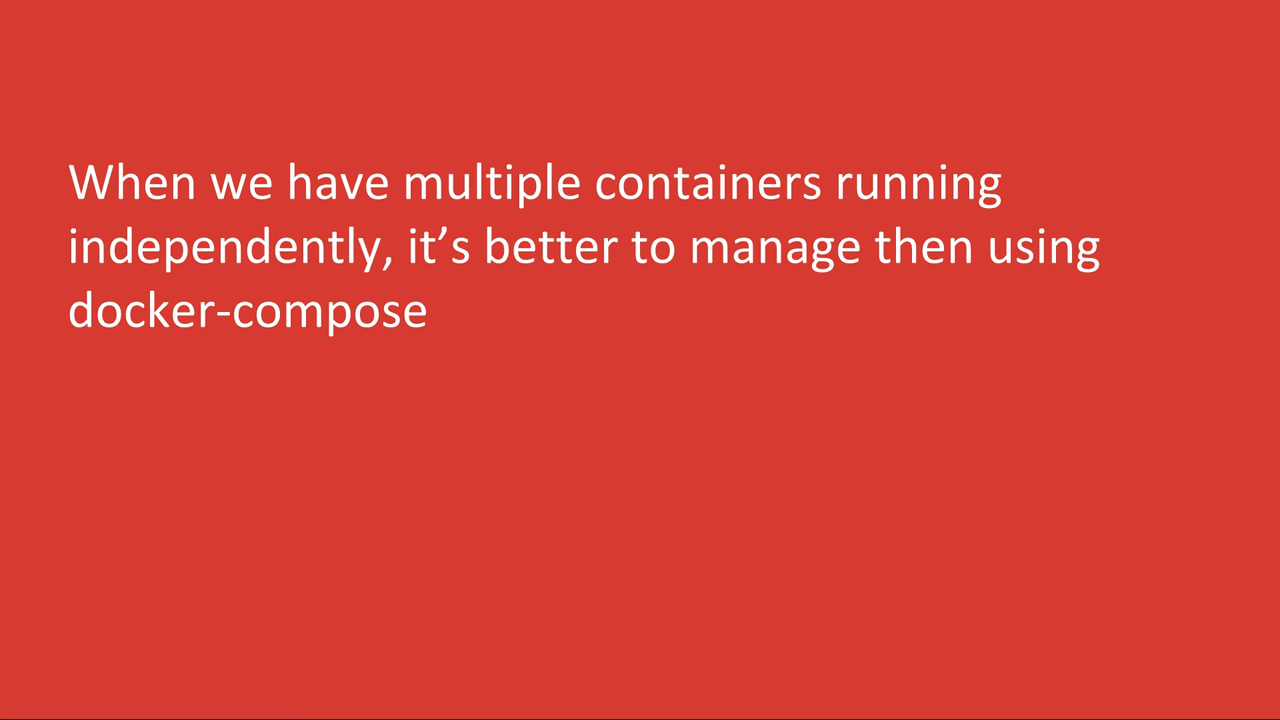 When we have multiple containers running
independently, it’s better to manage then using
docker-compose